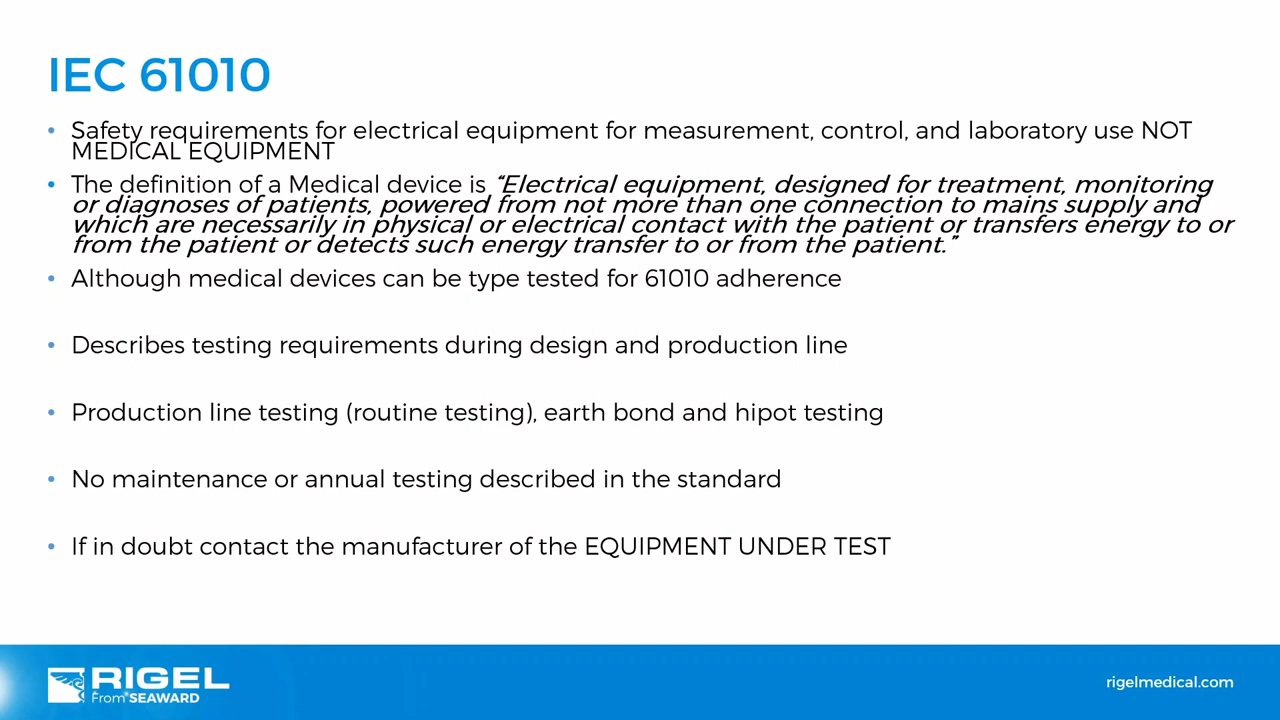 IEC 61010
• Safety requirements for electrical equipment for measurement, control, and laboratory use NOT
MEDICAL EQUIPMENT
• The definition of a Medical device is “Electrical equipment, designed for treatment, monitoring
or diagnoses of patients, powered from not more than one connection to mains supply and
which are necessarily in physical or electrical contact with the patient or transfers energy to or
from the patient or detects such energy transfer to or from the patient.”
• Although medical devices can be type tested for 61010 adherence
• Describes testing requirements during design and production line
• Production line testing (routine testing), earth bond and hipot testing
• No maintenance or annual testing described in the standard
• If in doubt contact the manufacturer of the EQUIPMENT UNDER TEST
RIGEL
From SEAWARD
rigelmedical.com